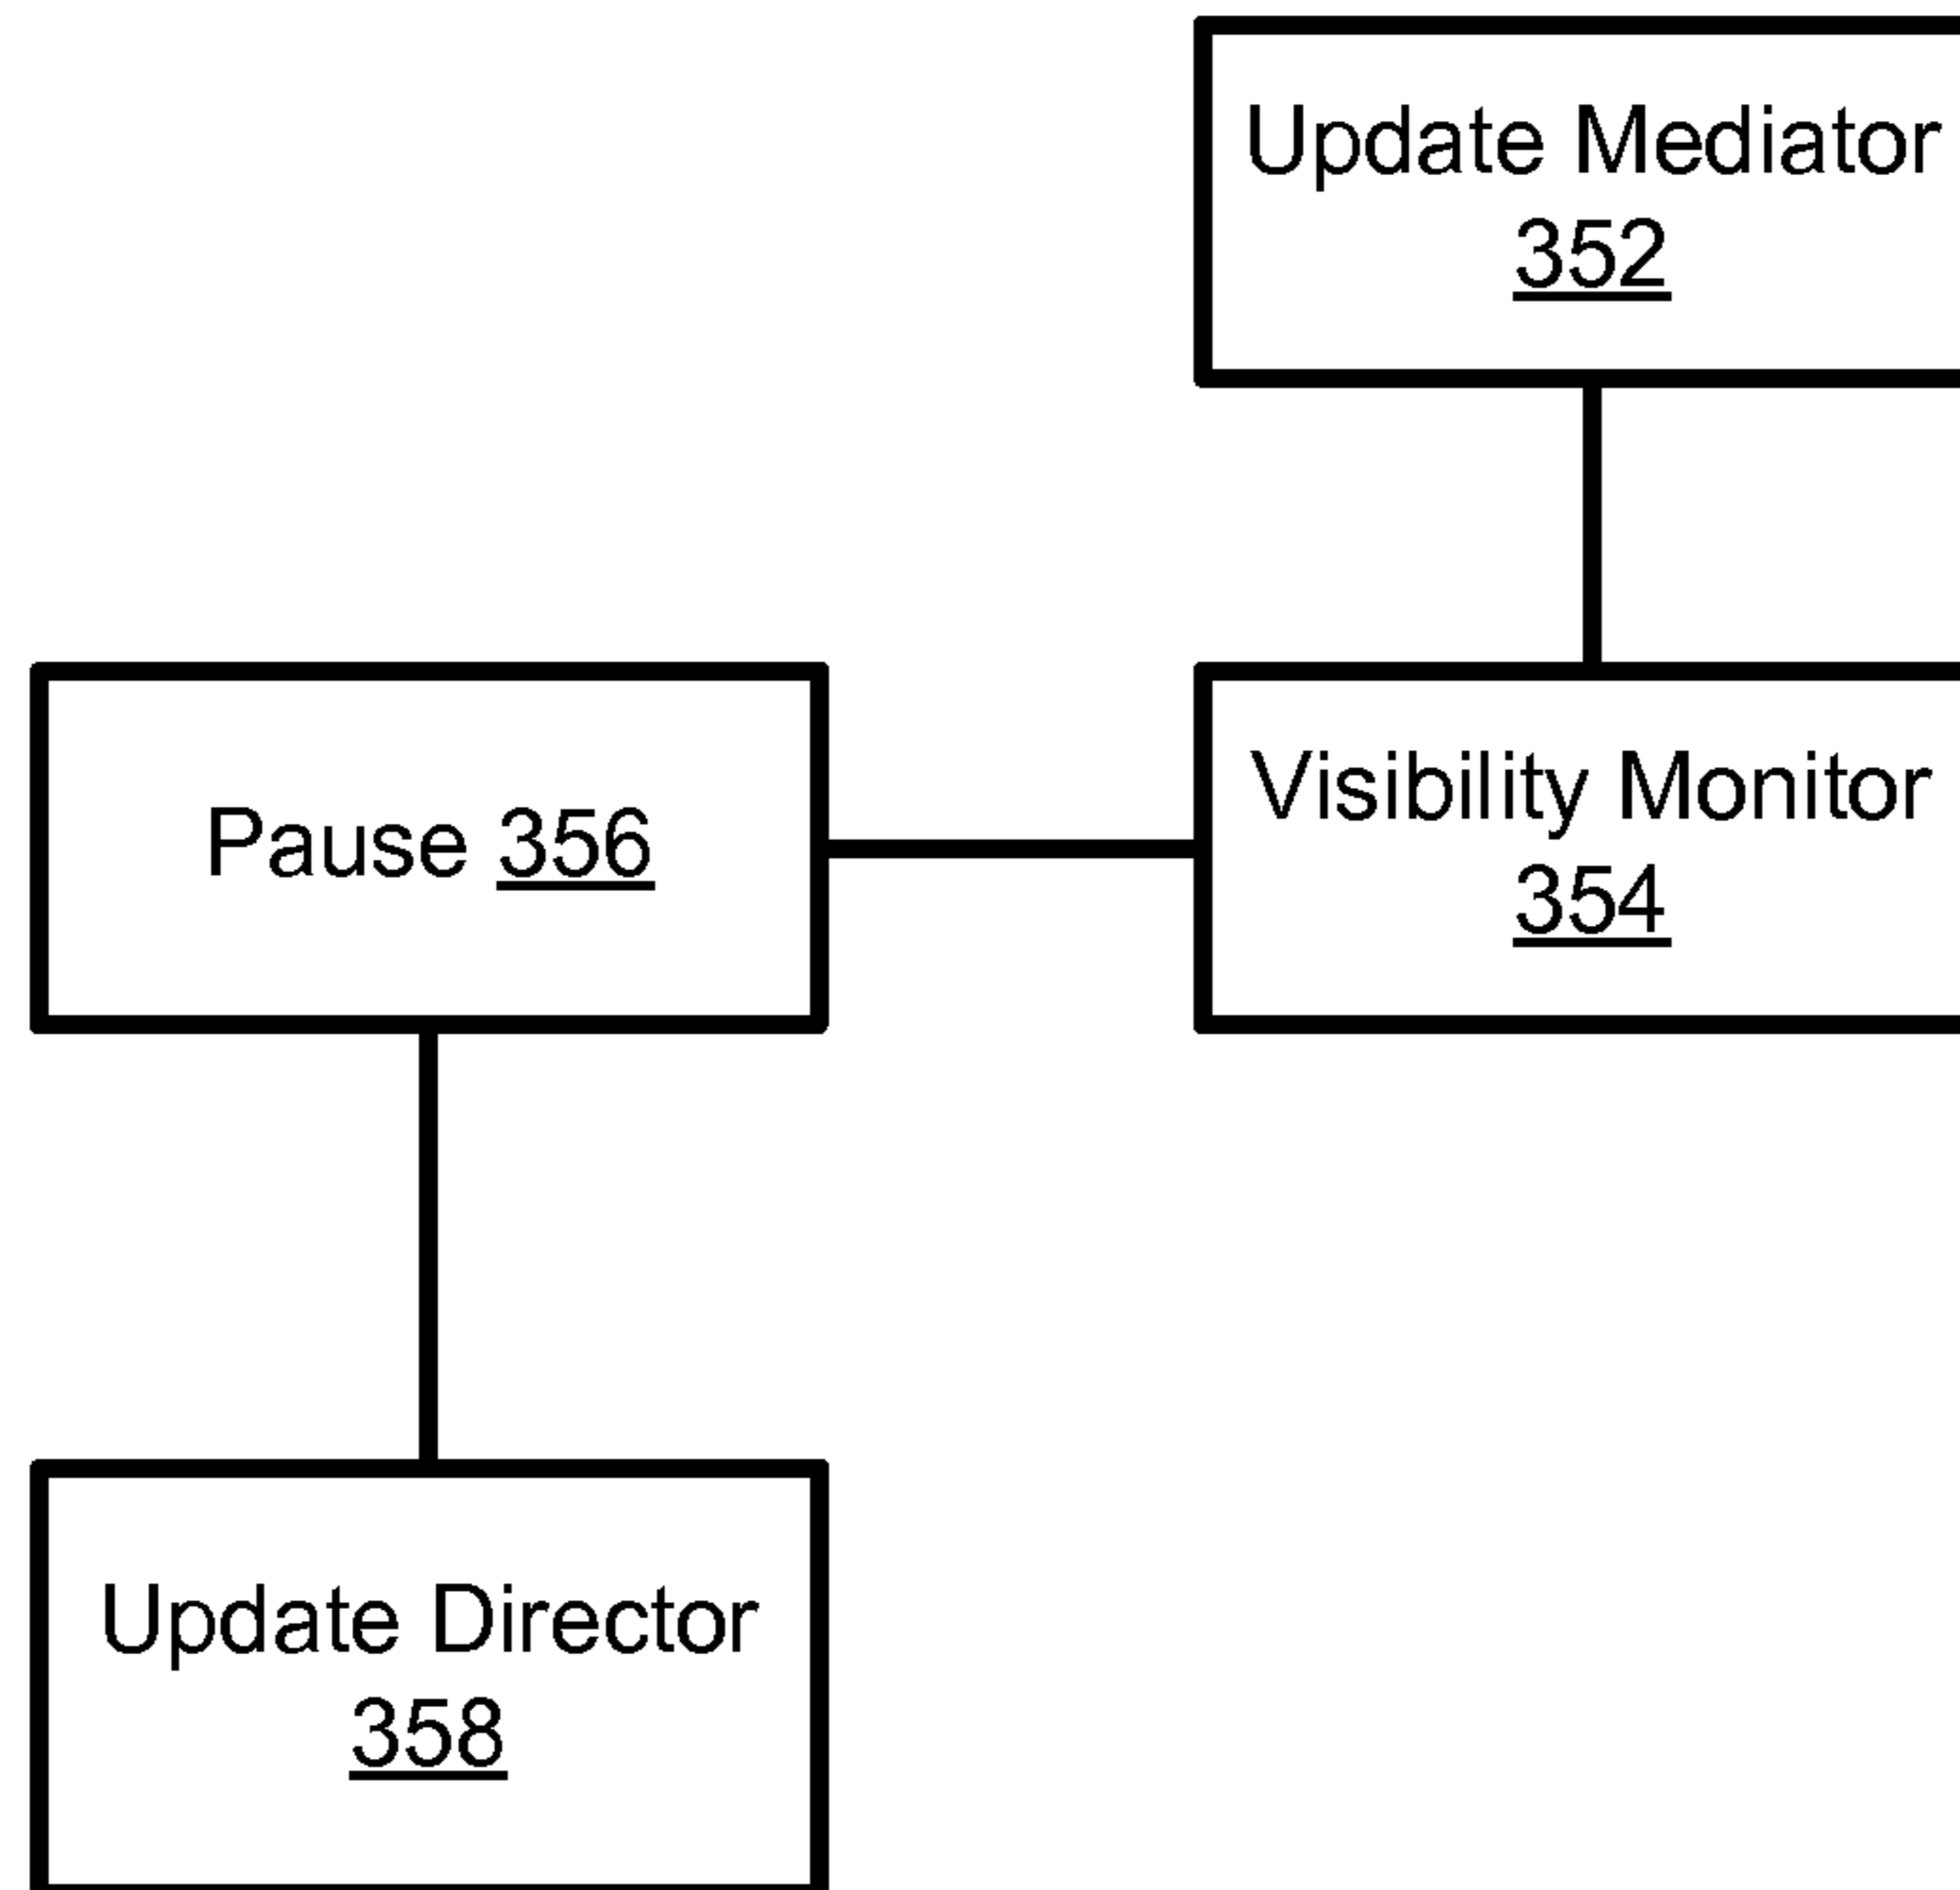 Update Mediator
352
Pause 356
Visibility Monitor
354
Update Director
358